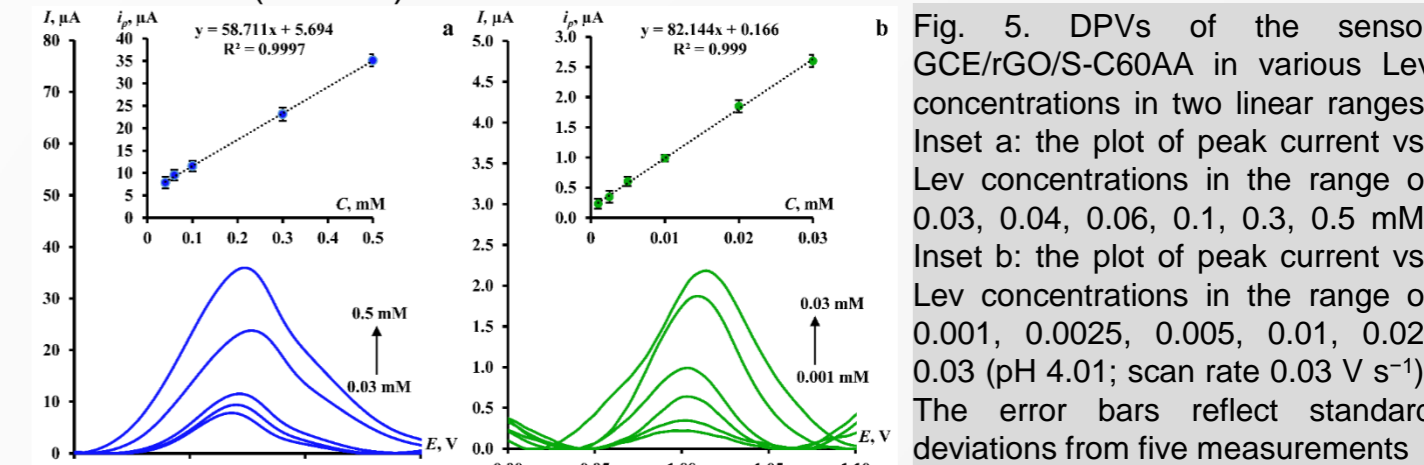 I, µA
iₚ, µA
y = 58.711x + 5.694
R² = 0.9997
a
80
70
60
50
40
30
20
10
0
40
35
30
25
20
15
10
5
0
C, mM
0 0.1 0.2 0.3 0.4 0.5
0.5 mM
0.03 mM
E, V
I, µA
iₚ, µA
y = 82.144x + 0.166
R² = 0.999
b
5.0
4.5
4.0
3.5
3.0
2.5
2.0
1.5
1.0
0.5
0.0
3.0
2.5
2.0
1.5
1.0
0.5
0.0
C, mM
0 0.01 0.02 0.03
0.03 mM
0.001 mM
E, V
Fig. 5. DPVs of the senso
GCE/rGO/S-C60AA in various Lev
concentrations in two linear ranges
Inset a: the plot of peak current vs
Lev concentrations in the range o
0.03, 0.04, 0.06, 0.1, 0.3, 0.5 mM
Inset b: the plot of peak current vs
Lev concentrations in the range o
0.001, 0.0025, 0.005, 0.01, 0.02
0.03 (pH 4.01; scan rate 0.03 V s⁻¹)
The error bars reflect standard
deviations from five measurements